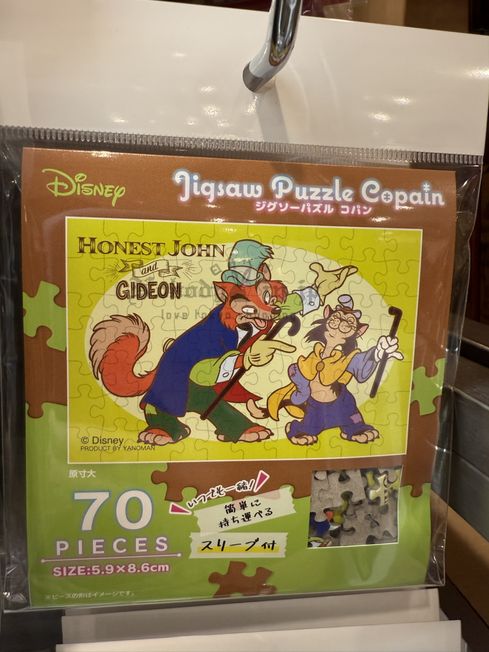 Disney
Jigsaw Puzzle Copain
ジグソーパズル コパン
HONEST JOHN
and
GIDEON
© Disney
PRODUCT BY YANOMAN
原寸大
70
PIECES
SIZE:5.9×8.6cm
いつでも一緒!
簡単に
持ち運べる
スリーブ付
※ピースの形はイメージです。